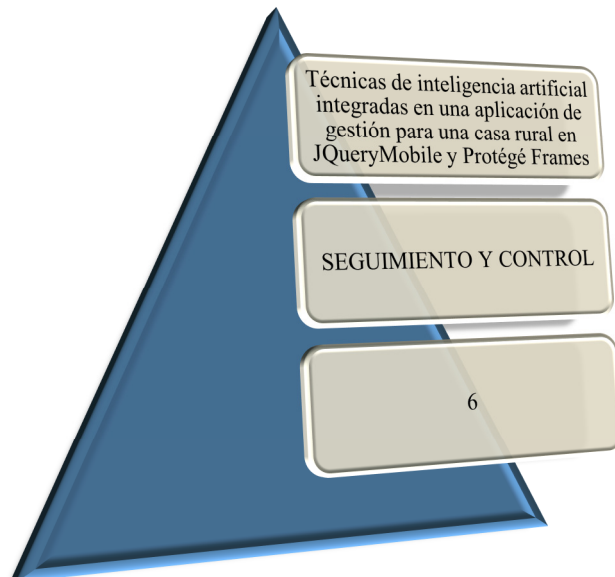 Técnicas de inteligencia artificial
integradas en una aplicación de
gestión para una casa rural en
JQueryMobile y Protégé Frames
SEGUIMIENTO Y CONTROL
6